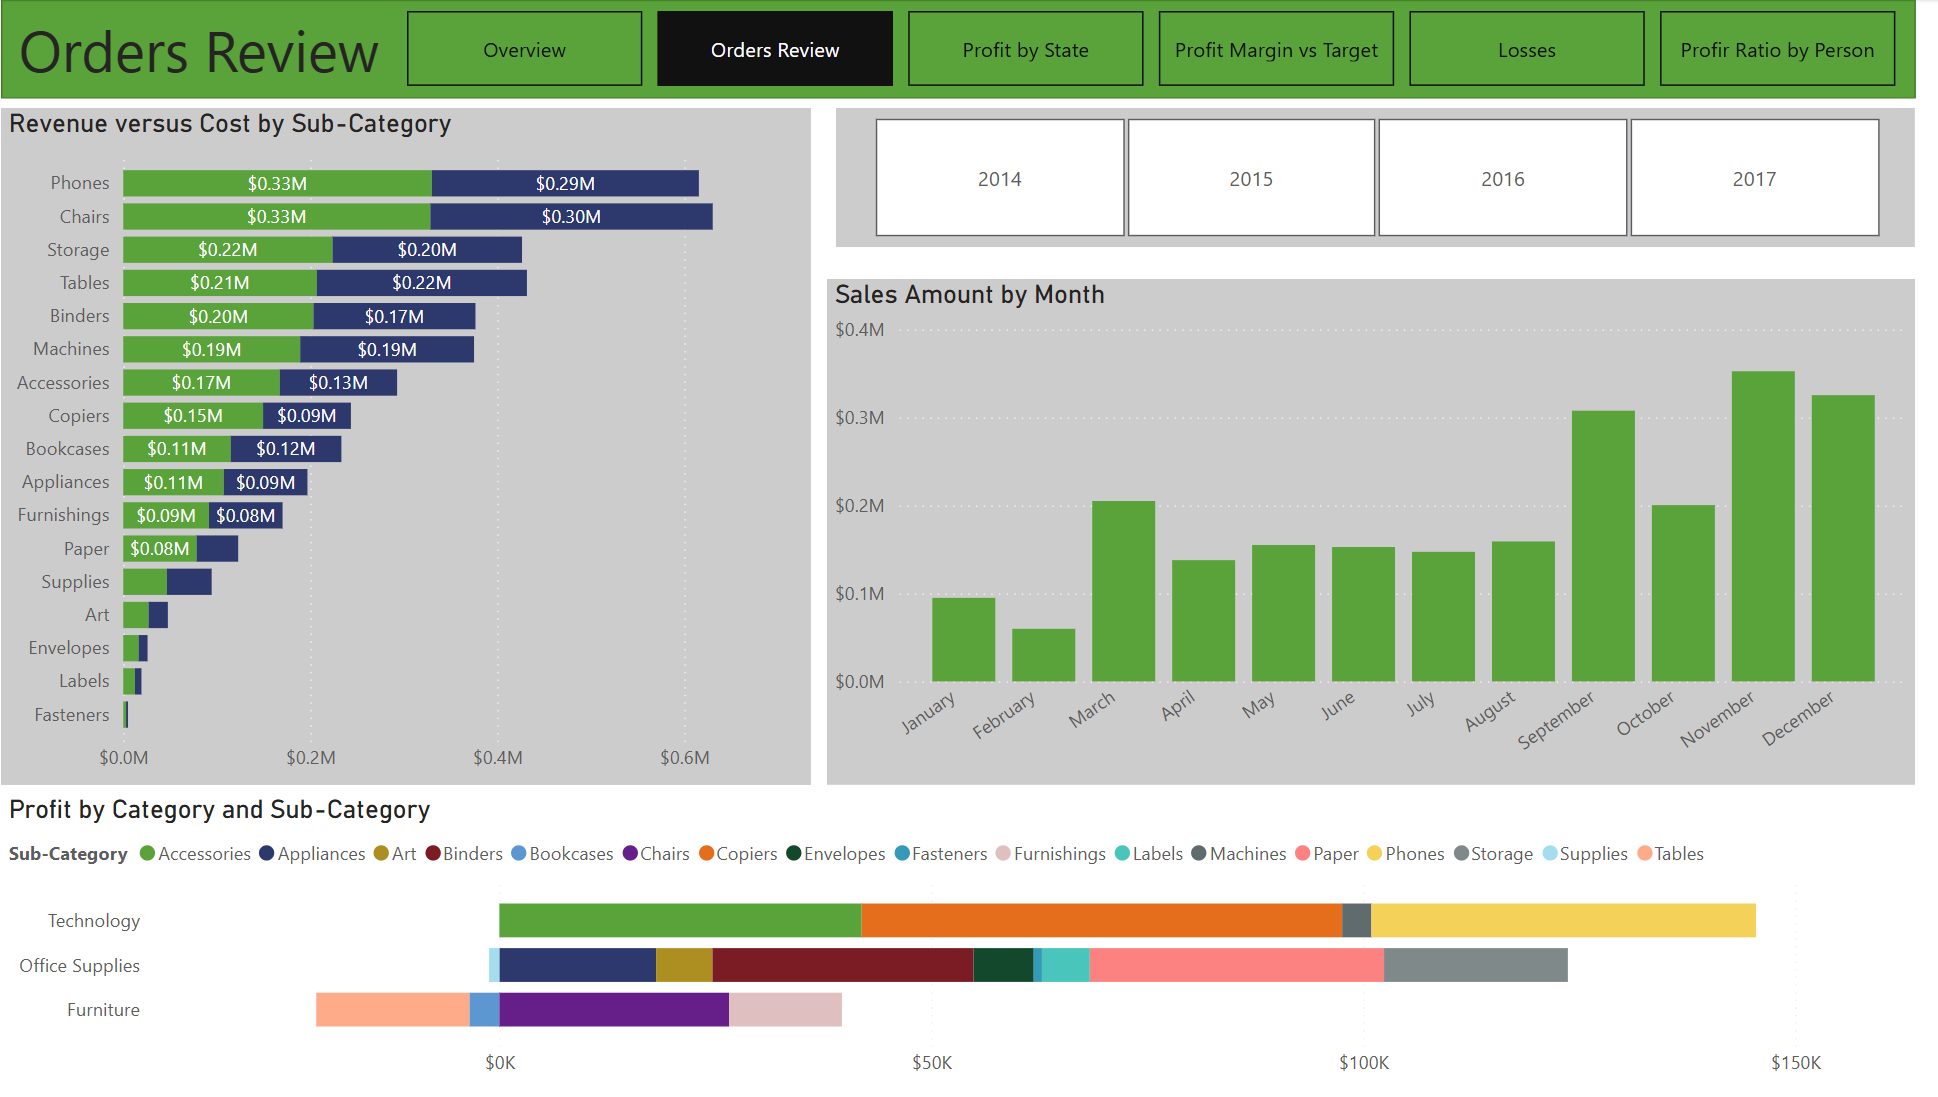 Orders Review
Overview
Orders Review
Profit by State
Profit Margin vs Target
Losses
Profir Ratio by Person
Revenue versus Cost by Sub-Category
Phones $0.33M $0.29M
Chairs $0.33M $0.30M
Storage $0.22M $0.20M
Tables $0.21M $0.22M
Binders $0.20M $0.17M
Machines $0.19M $0.19M
Accessories $0.17M $0.13M
Copiers $0.15M $0.09M
Bookcases $0.11M $0.12M
Appliances $0.11M $0.09M
Furnishings $0.09M $0.08M
Paper $0.08M
Supplies
Art
Envelopes
Labels
Fasteners
$0.0M $0.2M $0.4M $0.6M
2014 2015 2016 2017
Sales Amount by Month
$0.4M
$0.3M
$0.2M
$0.1M
$0.0M
January February March April May June July August September October November December
Profit by Category and Sub-Category
Sub-Category Accessories Appliances Art Binders Bookcases Chairs Copiers Envelopes Fasteners Furnishings Labels Machines Paper Phones Storage Supplies Tables
Technology
Office Supplies
Furniture
$0K $50K $100K $150K